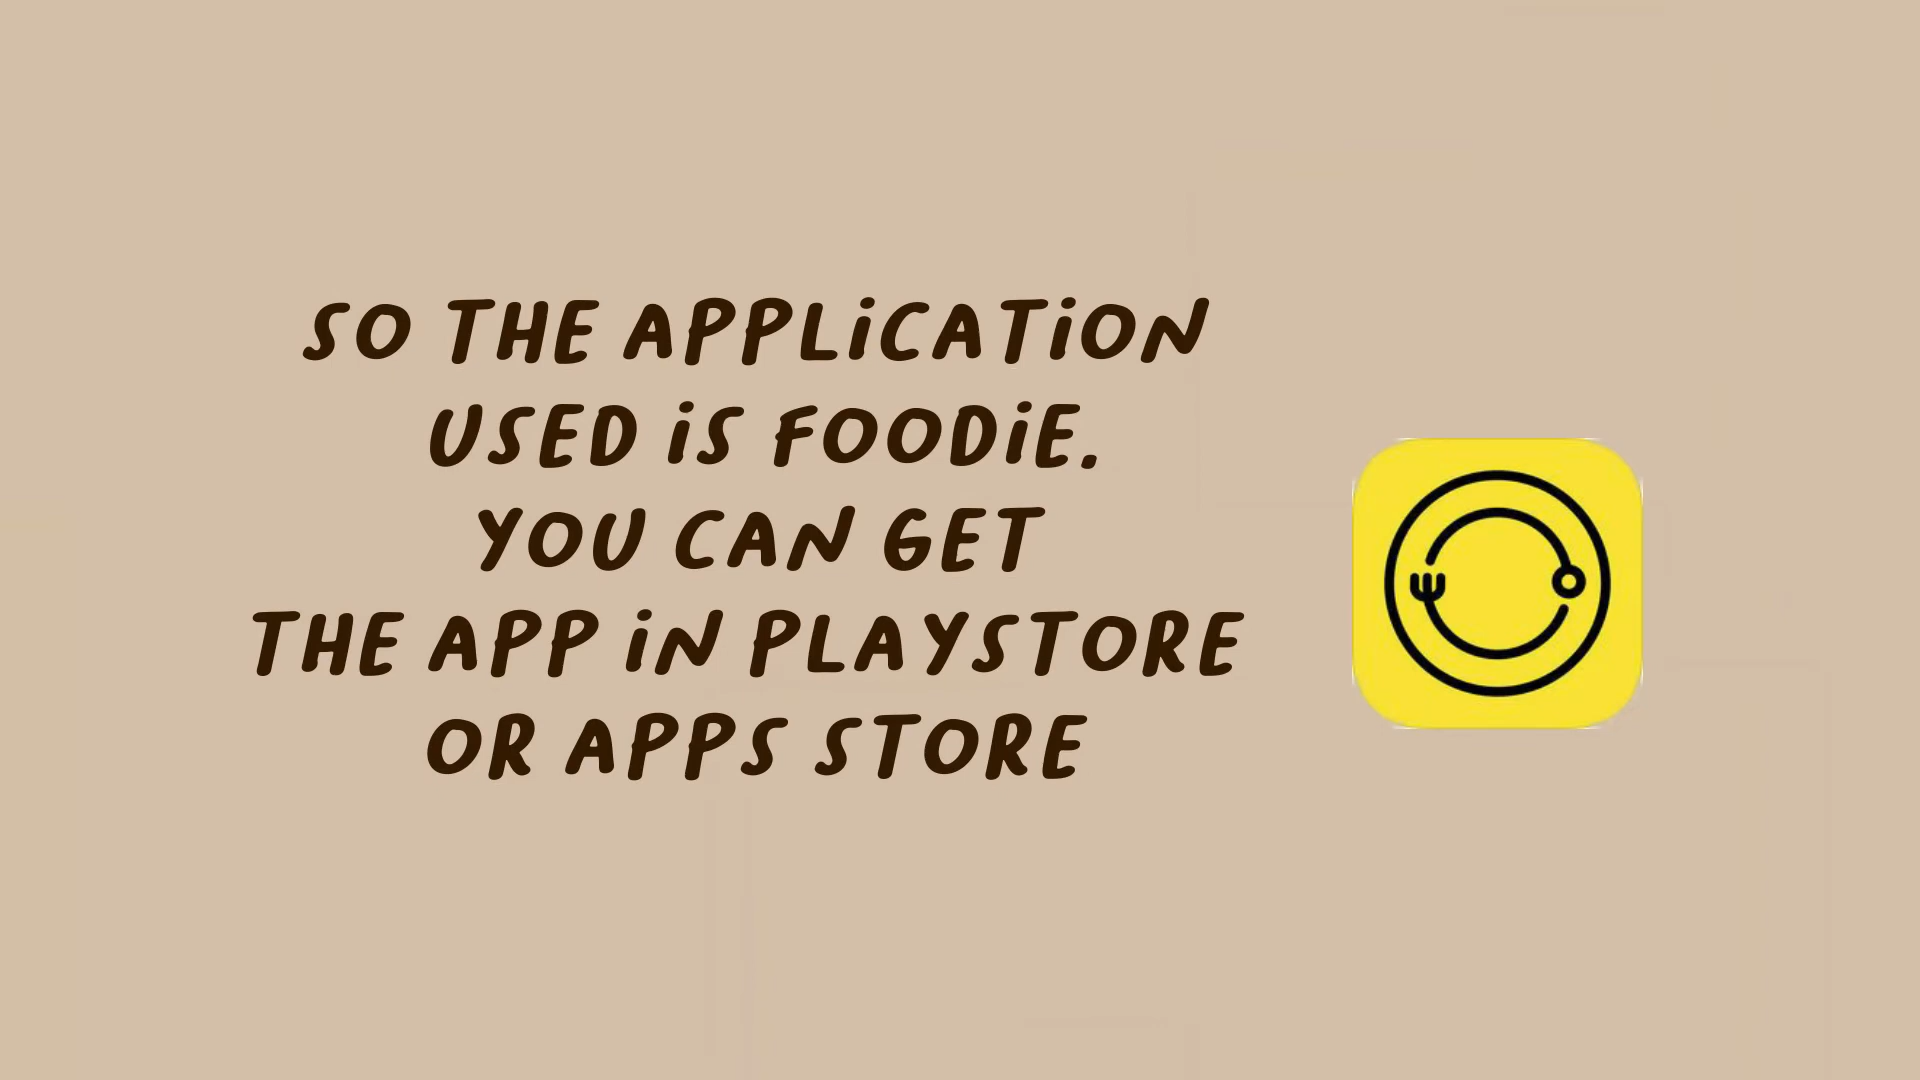 SO THE APPLiCATiON
USED iS FOODiE.
YOU CAN GET
THE APP iN PLAYSTORE
OR APPS STORE